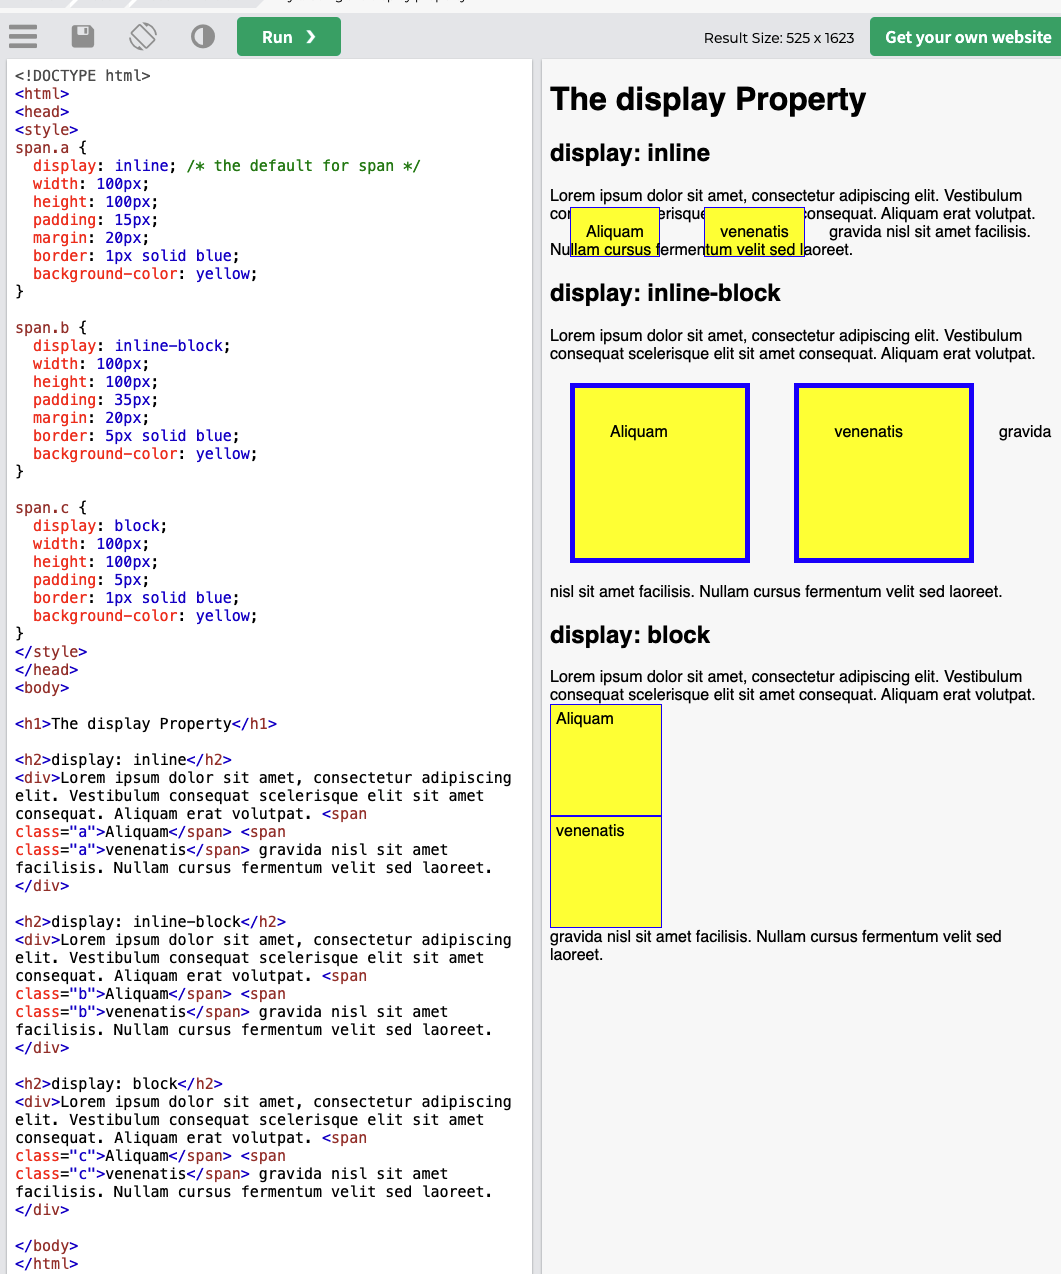 Run ❯
Result Size: 525 x 1623
Get your own website
<!DOCTYPE html>
<html>
<head>
<style>
span.a {
  display: inline; /* the default for span */
  width: 100px;
  height: 100px;
  padding: 15px;
  margin: 20px;
  border: 1px solid blue;
  background-color: yellow;
}

span.b {
  display: inline-block;
  width: 100px;
  height: 100px;
  padding: 35px;
  margin: 20px;
  border: 5px solid blue;
  background-color: yellow;
}

span.c {
  display: block;
  width: 100px;
  height: 100px;
  padding: 5px;
  border: 1px solid blue;
  background-color: yellow;
}
</style>
</head>
<body>

<h1>The display Property</h1>

<h2>display: inline</h2>
<div>Lorem ipsum dolor sit amet, consectetur adipiscing
elit. Vestibulum consequat scelerisque elit sit amet
consequat. Aliquam erat volutpat. <span
class="a">Aliquam</span> <span
class="a">venenatis</span> gravida nisl sit amet
facilisis. Nullam cursus fermentum velit sed laoreet.
</div>

<h2>display: inline-block</h2>
<div>Lorem ipsum dolor sit amet, consectetur adipiscing
elit. Vestibulum consequat scelerisque elit sit amet
consequat. Aliquam erat volutpat. <span
class="b">Aliquam</span> <span
class="b">venenatis</span> gravida nisl sit amet
facilisis. Nullam cursus fermentum velit sed laoreet.
</div>

<h2>display: block</h2>
<div>Lorem ipsum dolor sit amet, consectetur adipiscing
elit. Vestibulum consequat scelerisque elit sit amet
consequat. Aliquam erat volutpat. <span
class="c">Aliquam</span> <span
class="c">venenatis</span> gravida nisl sit amet
facilisis. Nullam cursus fermentum velit sed laoreet.
</div>

</body>
</html>
The display Property
display: inline
Lorem ipsum dolor sit amet, consectetur adipiscing elit. Vestibulum
consequat. Aliquam erat volutpat.
Aliquam venenatis gravida nisl sit amet facilisis.
Nullam cursus fermentum velit sed laoreet.
display: inline-block
Lorem ipsum dolor sit amet, consectetur adipiscing elit. Vestibulum
consequat scelerisque elit sit amet consequat. Aliquam erat volutpat.
Aliquam venenatis gravida
nisl sit amet facilisis. Nullam cursus fermentum velit sed laoreet.
display: block
Lorem ipsum dolor sit amet, consectetur adipiscing elit. Vestibulum
consequat scelerisque elit sit amet consequat. Aliquam erat volutpat.
Aliquam
venenatis
gravida nisl sit amet facilisis. Nullam cursus fermentum velit sed
laoreet.